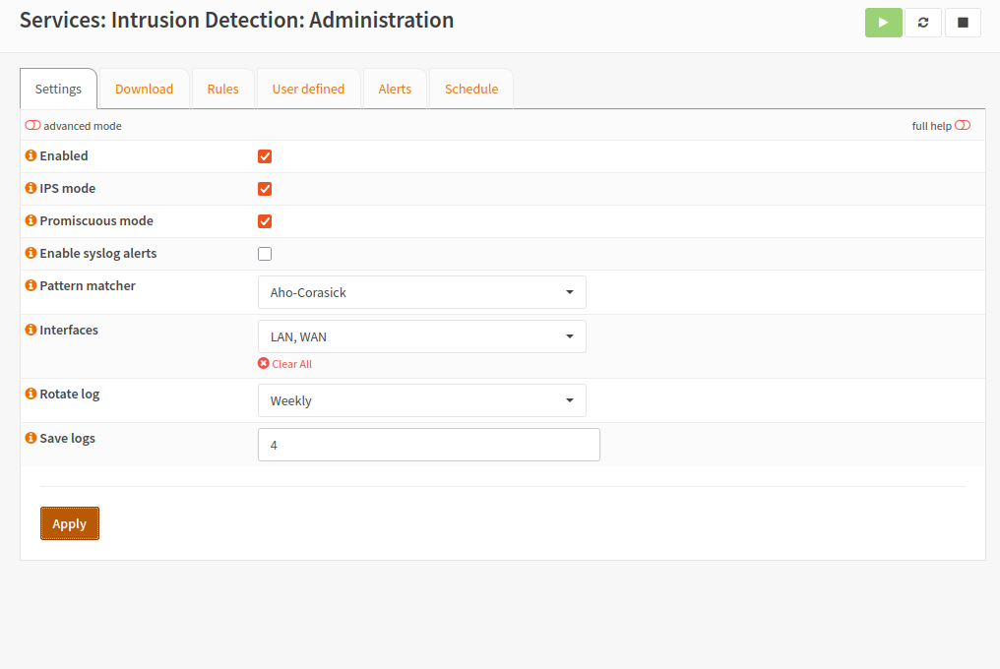 Services: Intrusion Detection: Administration
Settings Download Rules User defined Alerts Schedule
advanced mode full help
Enabled
IPS mode
Promiscuous mode
Enable syslog alerts
Pattern matcher Aho-Corasick
Interfaces LAN, WAN
Clear All
Rotate log Weekly
Save logs 4
Apply